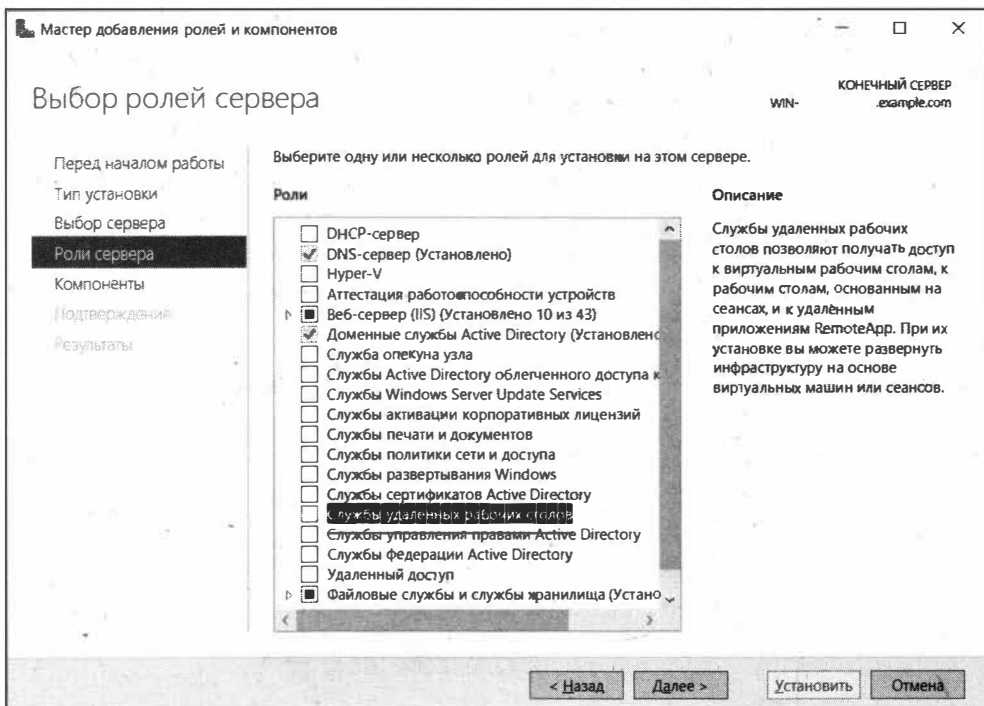 Мастер добавления ролей и компонентов
Выбор ролей сервера
КОНЕЧНЫЙ СЕРВЕР
WIN- .example.com
Перед началом работы
Тип установки
Выбор сервера
Роли сервера
Компоненты
Подтверждение
Результаты
Выберите одну или несколько ролей для установки на этом сервере.
Роли
DHCP-сервер
DNS-сервер (Установлено)
Hyper-V
Аттестация работоспособности устройств
Веб-сервер (IIS) (Установлено 10 из 43)
Доменные службы Active Directory (Установлено
Служба опекуна узла
Службы Active Directory облегченного доступа к
Службы Windows Server Update Services
Службы активации корпоративных лицензий
Службы печати и документов
Службы политики сети и доступа
Службы развертывания Windows
Службы сертификатов Active Directory
Службы удаленных рабочих столов
Службы управления правами Active Directory
Службы федерации Active Directory
Удаленный доступ
Файловые службы и службы хранилища (Устано
Описание
Службы удаленных рабочих
столов позволяют получать доступ
к виртуальным рабочим столам, к
рабочим столам, основанным на
сеансах, и к удаленным
приложениям RemoteApp. При их
установке вы можете развернуть
инфраструктуру на основе
виртуальных машин или сеансов.
< Назад
Далее >
Установить
Отмена